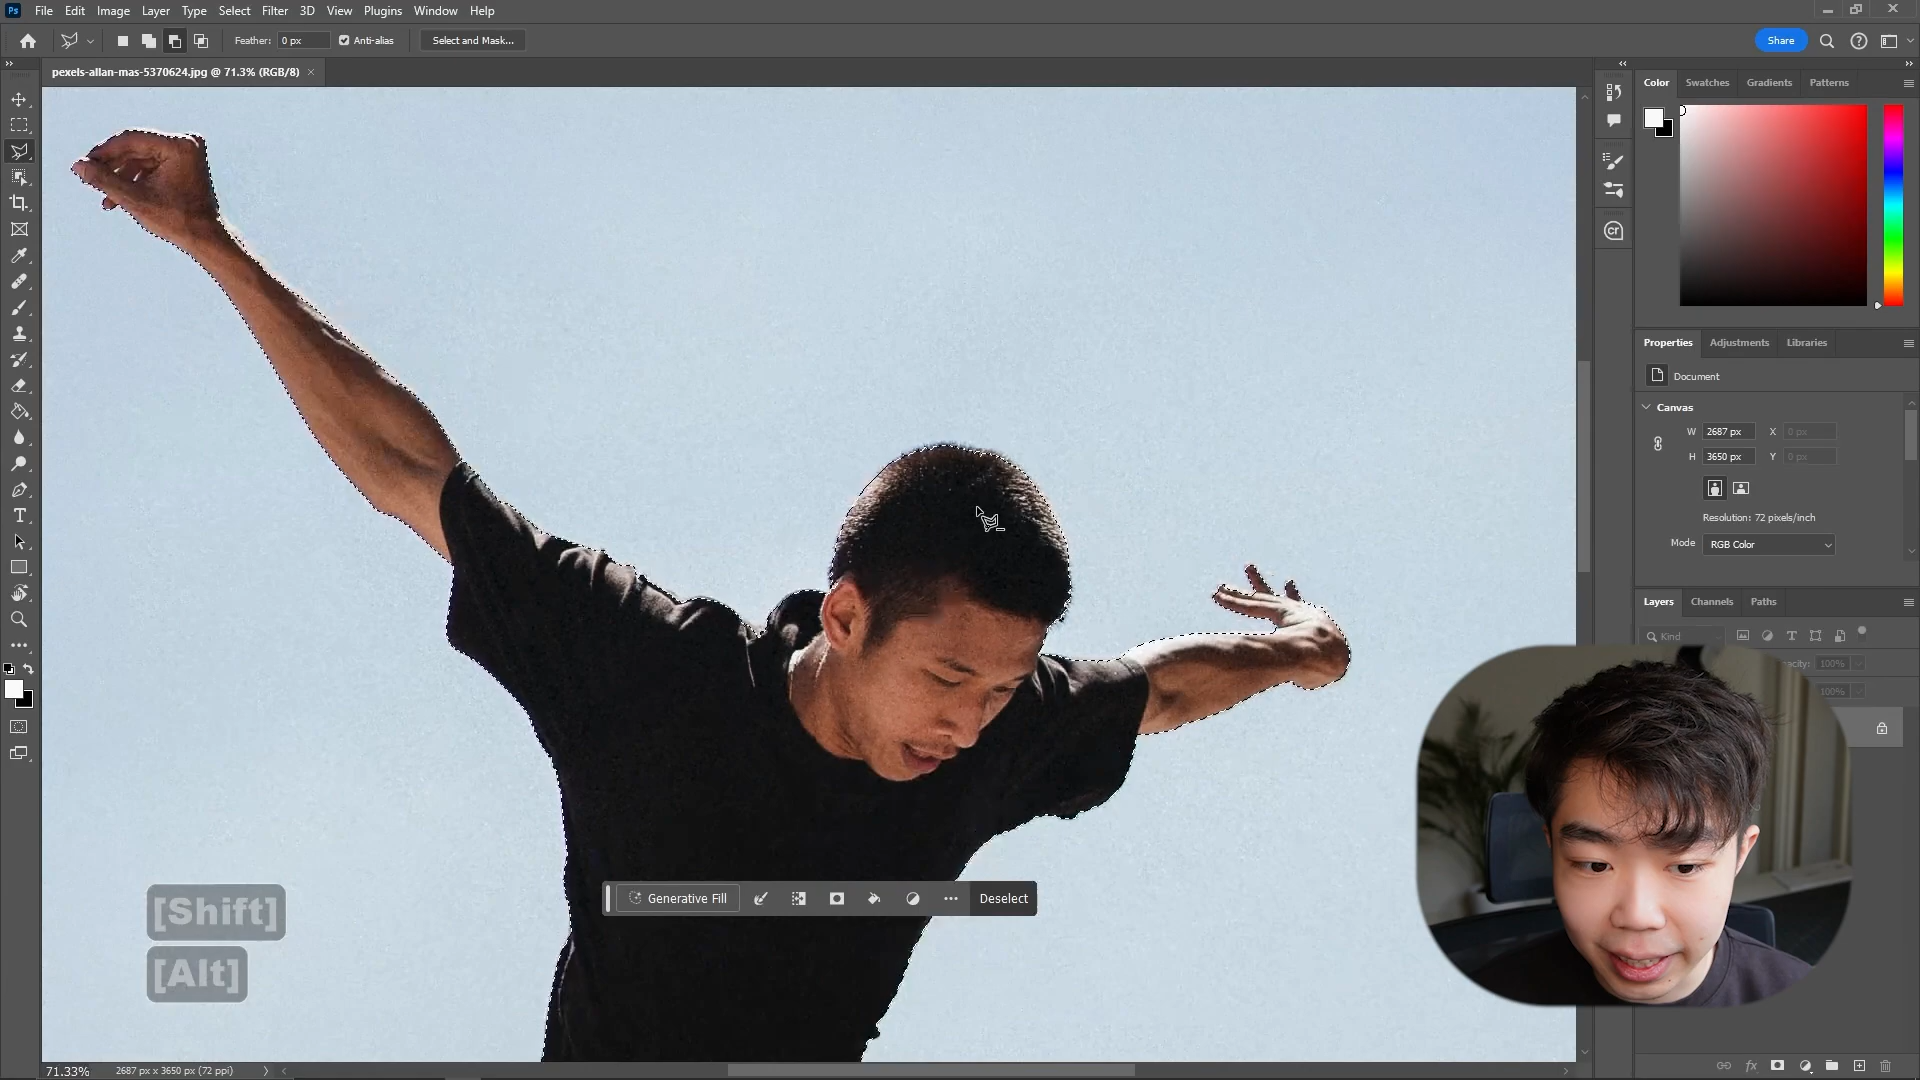 Ps File Edit Image Layer Type Select Filter 3D View Plugins Window Help
Feather: 0 px Anti-alias Select and Mask... Share
pexels-allan-mas-5370624.jpg @ 71.3% (RGB/8)
Color Swatches Gradients Patterns
cr
Properties Adjustments Libraries
Document
Canvas
W 2687 px X 0 px
H 3650 px Y 0 px
Resolution: 72 pixels/inch
Mode RGB Color
Layers Channels Paths
Kind
100%
100%
Generative Fill Deselect
[Shift]
[Alt]
71.33% 2687 px x 3650 px (72 ppi)
fx